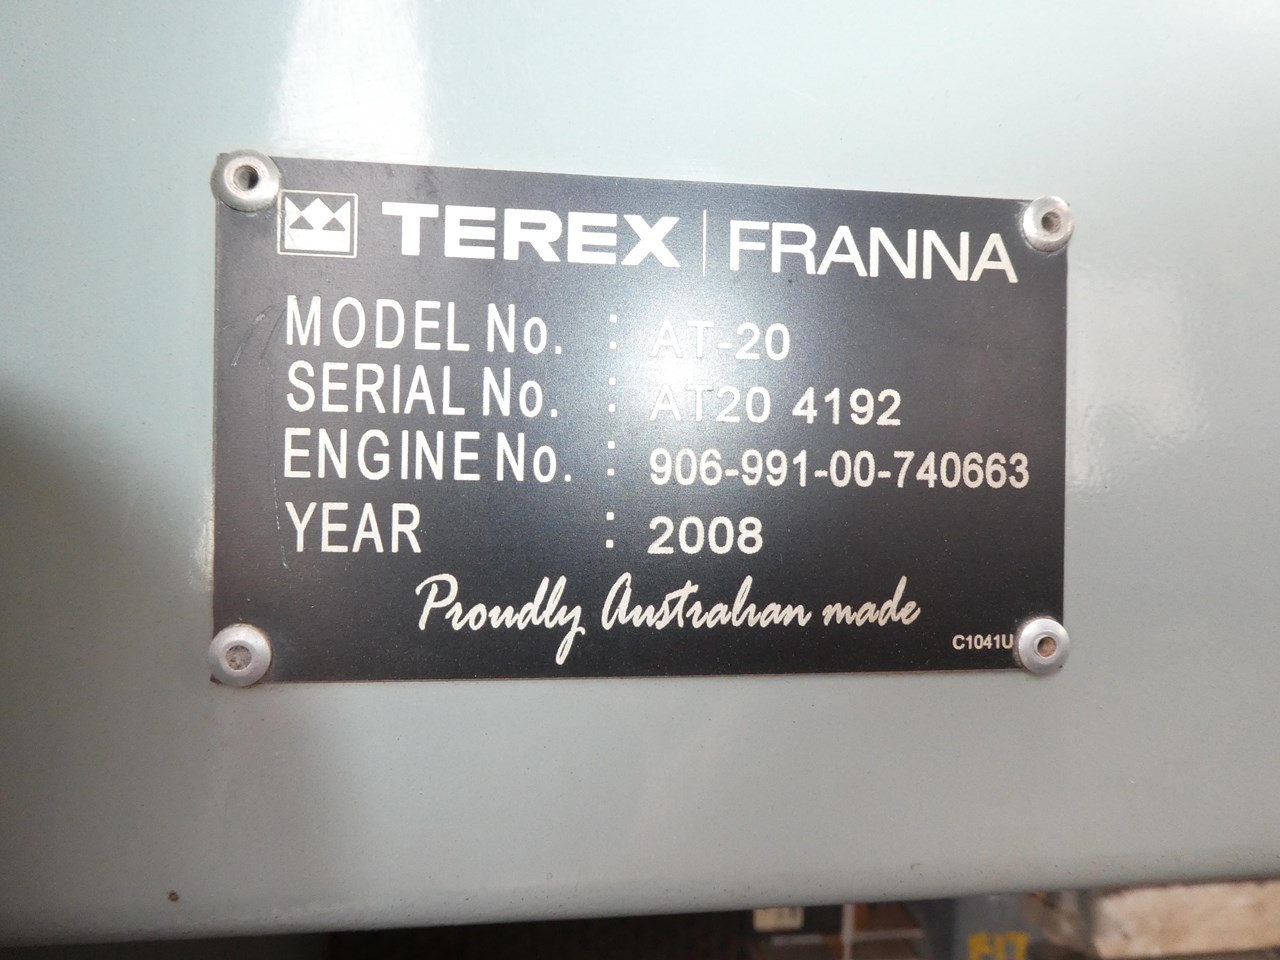 TEREX | FRANNA
MODEL No. : AT-20
SERIAL No. : AT20 4192
ENGINE No. : 906-991-00-740663
YEAR : 2008
Proudly Australian made
C1041U